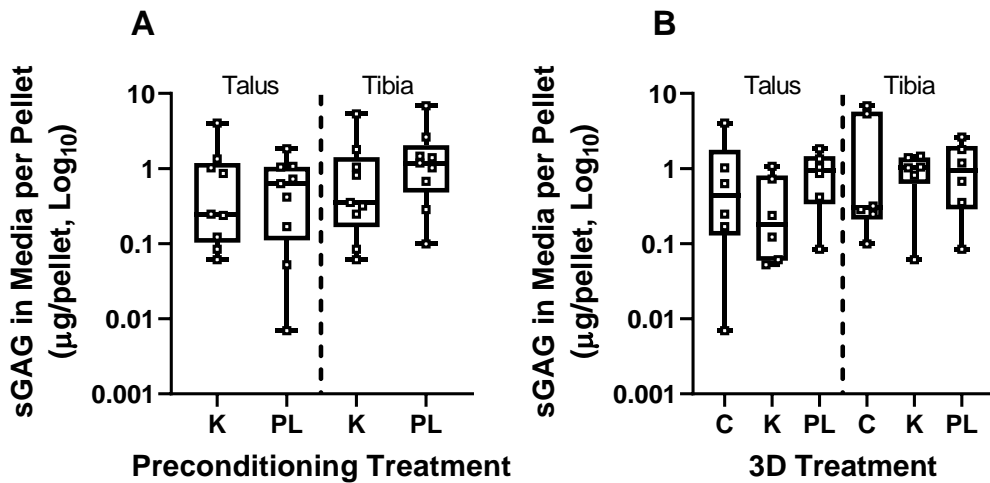 A
sGAG in Media per Pellet
(µg/pellet, Log10)
Talus
Tibia
10
1
0.1
0.01
0.001
K
PL
K
PL
Preconditioning Treatment
B
sGAG in Media per Pellet
(µg/pellet, Log10)
Talus
Tibia
10
1
0.1
0.01
0.001
C
K
PL
C
K
PL
3D Treatment